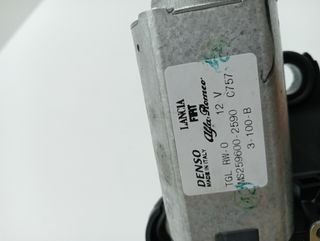 LANCIA
FIAT
Alfa Romeo
DENSO
MADE IN ITALY
12 V
TGL RW-0
MS259600-2590 C757
3-100-B